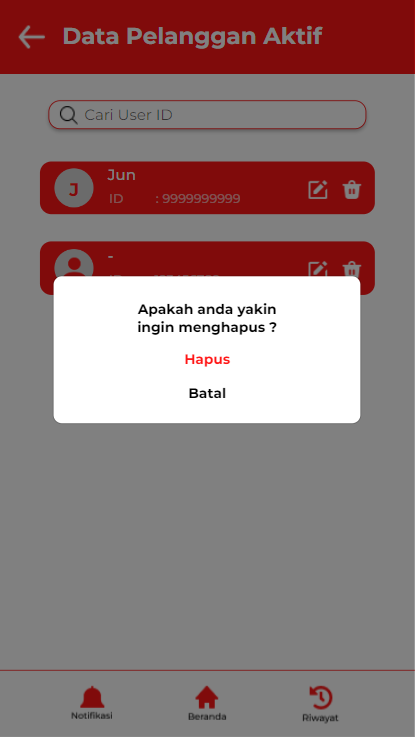 Data Pelanggan Aktif
Cari User ID
J
Jun
ID : 9999999999
-
Apakah anda yakin
ingin menghapus ?
Hapus
Batal
Notifikasi
Beranda
Riwayat